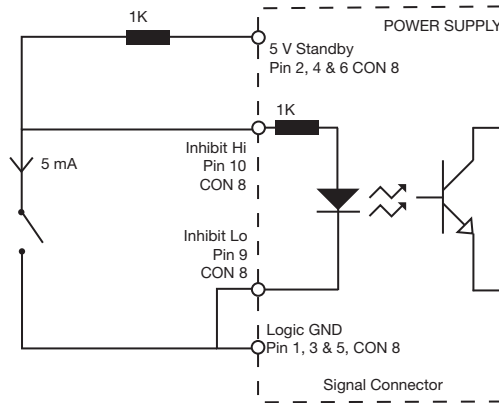 1K
POWER SUPPLY
5 V Standby
Pin 2, 4 & 6 CON 8
1K
Inhibit Hi
Pin 10
CON 8
5 mA
Inhibit Lo
Pin 9
CON 8
Logic GND
Pin 1, 3 & 5, CON 8
Signal Connector